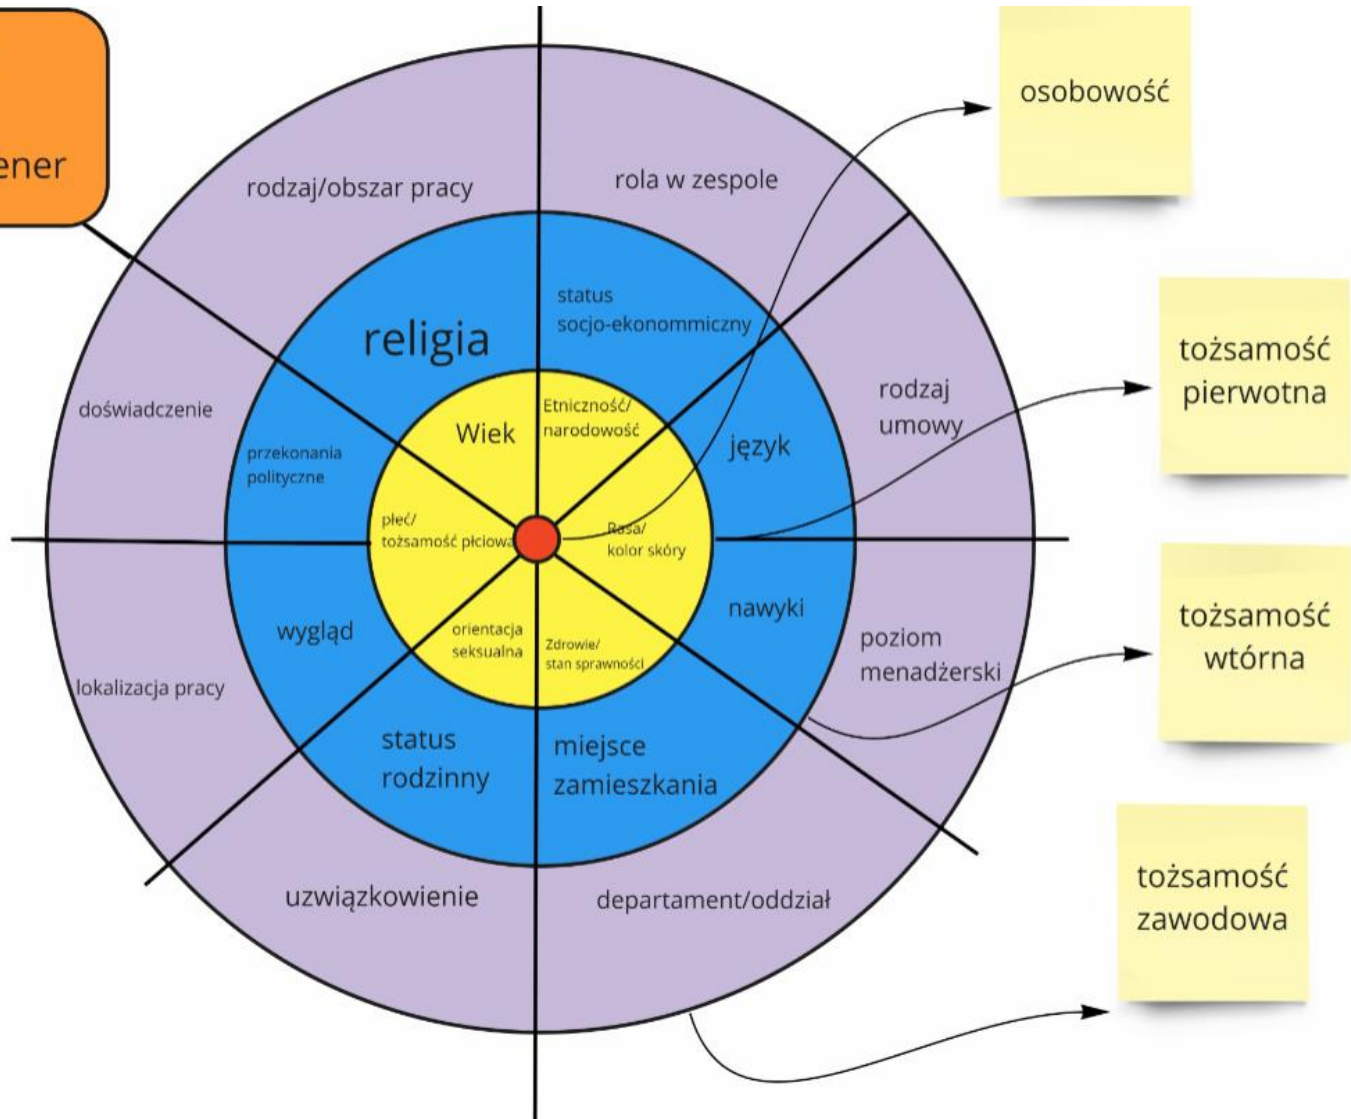 ener
osobowość
rodzaj/obszar pracy
rola w zespole
status
socjo-ekonommiczny
religia
tożsamość
pierwotna
rodzaj
umowy
doświadczenie
Etniczność/
narodowość
Wiek
język
przekonania
polityczne
płeć/
tożsamość płciowa
Rasa/
kolor skóry
nawyki
wygląd
orientacja
seksualna
Zdrowie/
stan sprawności
poziom
menadżerski
tożsamość
wtórna
lokalizacja pracy
status
rodzinny
miejsce
zamieszkania
uzwiązkowienie
departament/oddział
tożsamość
zawodowa